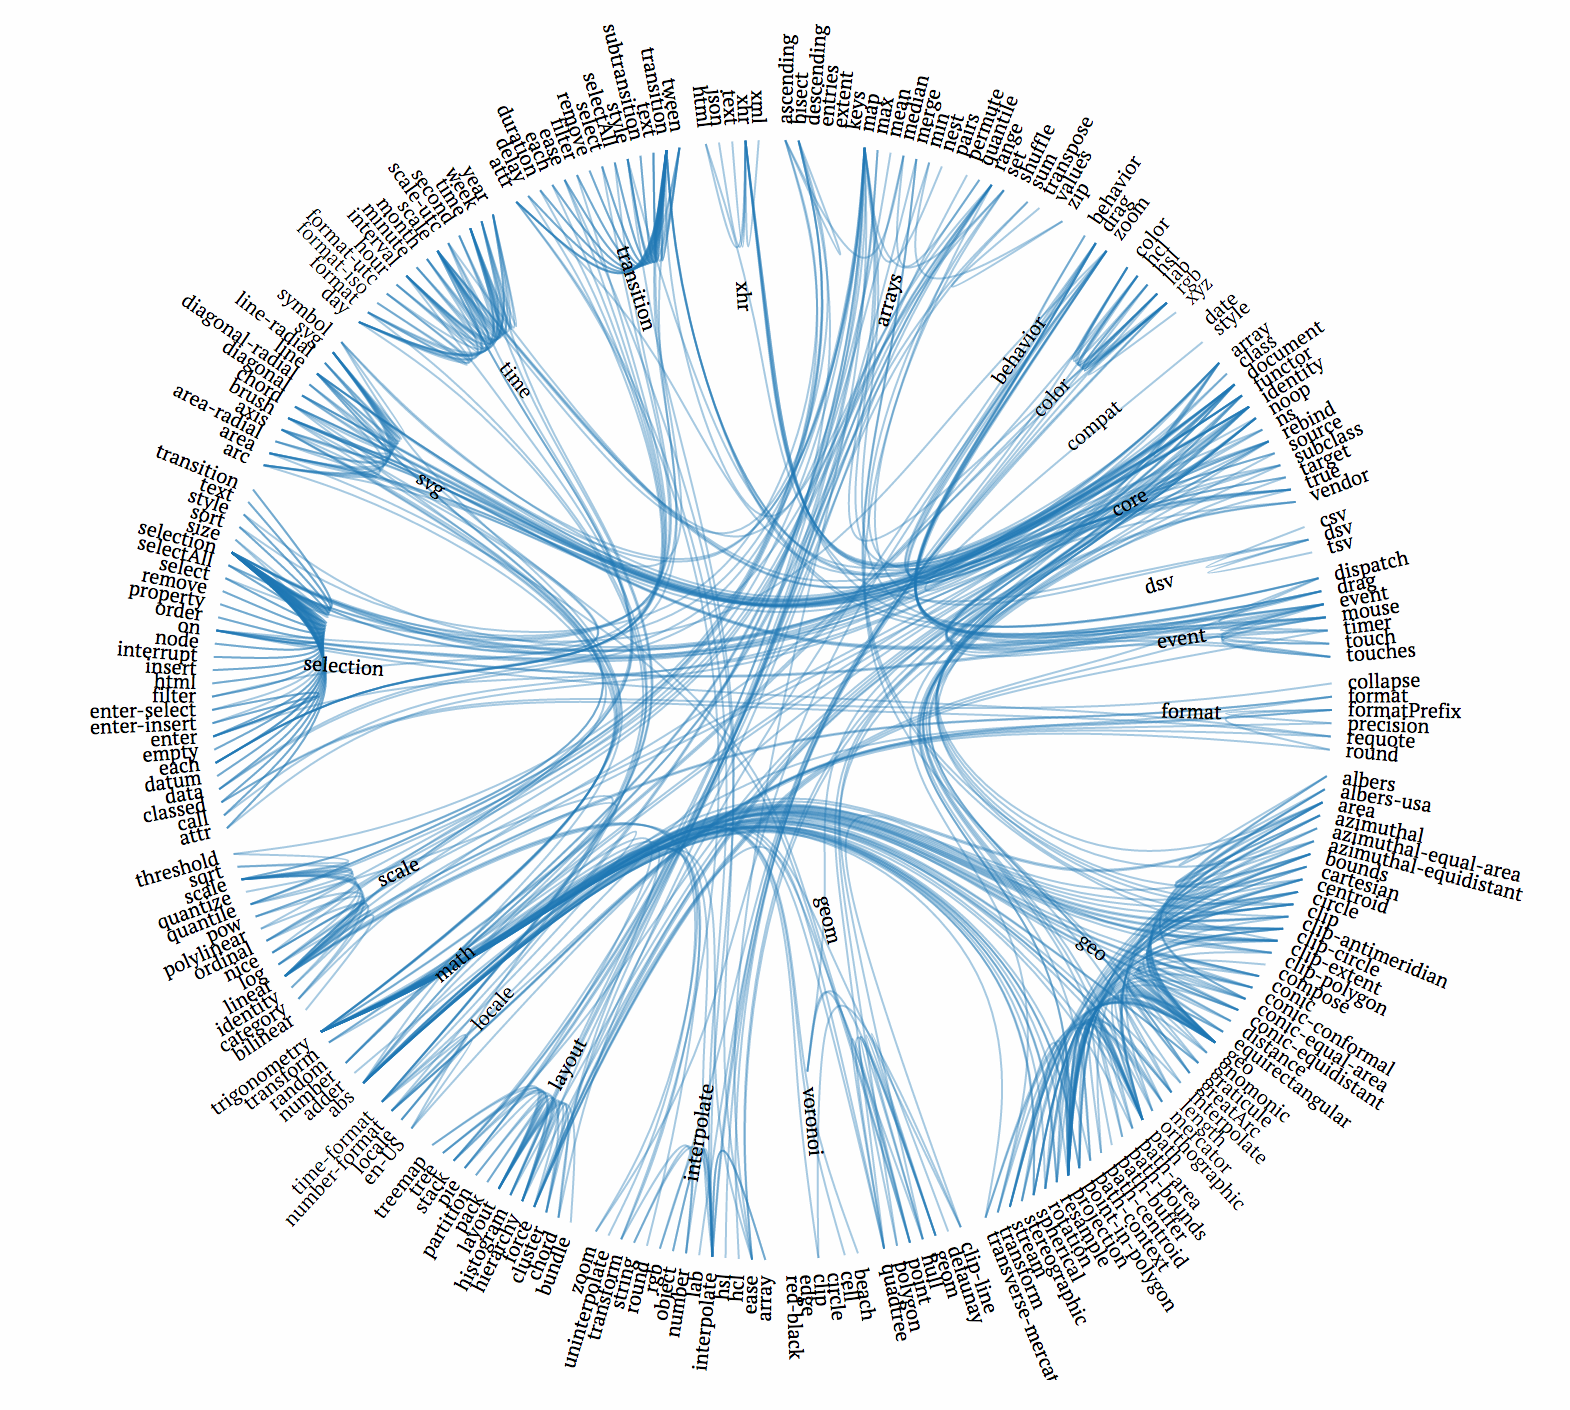 ascending
bisect
descending
entries
extent
keys
map
max
mean
median
merge
min
nest
pairs
permute
quantile
range
set
shuffle
sum
transpose
values
zip
behavior
drag
zoom
color
hcl
hsl
lab
rgb
xyz
date
style
array
class
document
functor
identity
noop
ns
rebind
source
subclass
target
true
vendor
csv
dsv
tsv
dispatch
drag
event
mouse
timer
touch
touches
collapse
format
formatPrefix
precision
requote
round
albers
albers-usa
area
azimuthal
azimuthal-equal-area
azimuthal-equidistant
bounds
cartesian
centroid
circle
clip
clip-antimeridian
clip-circle
clip-extent
clip-polygon
compose
conic
conic-conformal
conic-equal-area
conic-equidistant
distance
equirectangular
geo
gnomonic
graticule
greatArc
interpolate
length
mercator
orthographic
path
path-area
path-bounds
path-buffer
path-centroid
path-context
point-in-polygon
projection
resample
rotation
spherical
stereographic
stream
transform
transverse-mercat
clip-line
delaunay
geom
hull
point
polygon
quadtree
beach
cell
circle
clip
edge
red-black
array
ease
hcl
hsl
interpolate
lab
number
object
rgb
round
string
transform
uninterpolate
zoom
bundle
chord
cluster
force
hierarchy
histogram
layout
pack
partition
pie
stack
tree
treemap
en-US
locale
number-format
time-format
abs
adder
number
random
transform
trigonometry
bilinear
category
identity
linear
log
nice
ordinal
polylinear
pow
quantile
quantize
scale
sqrt
threshold
attr
call
classed
data
datum
each
empty
enter
enter-insert
enter-select
filter
html
insert
interrupt
node
on
order
property
remove
select
selectAll
selection
size
sort
style
text
transition
arc
area
area-radial
axis
brush
chord
diagonal
diagonal-radial
line
line-radial
svg
symbol
day
format
format-iso
format-utc
hour
interval
minute
month
scale
scale-utc
second
time
week
year
attr
delay
duration
each
ease
filter
remove
select
selectAll
style
subtransition
text
transition
tween
html
json
text
xhr
xml
transition
xhr
arrays
behavior
color
compat
core
dsv
event
format
geo
geom
voronoi
interpolate
layout
locale
math
scale
selection
svg
time